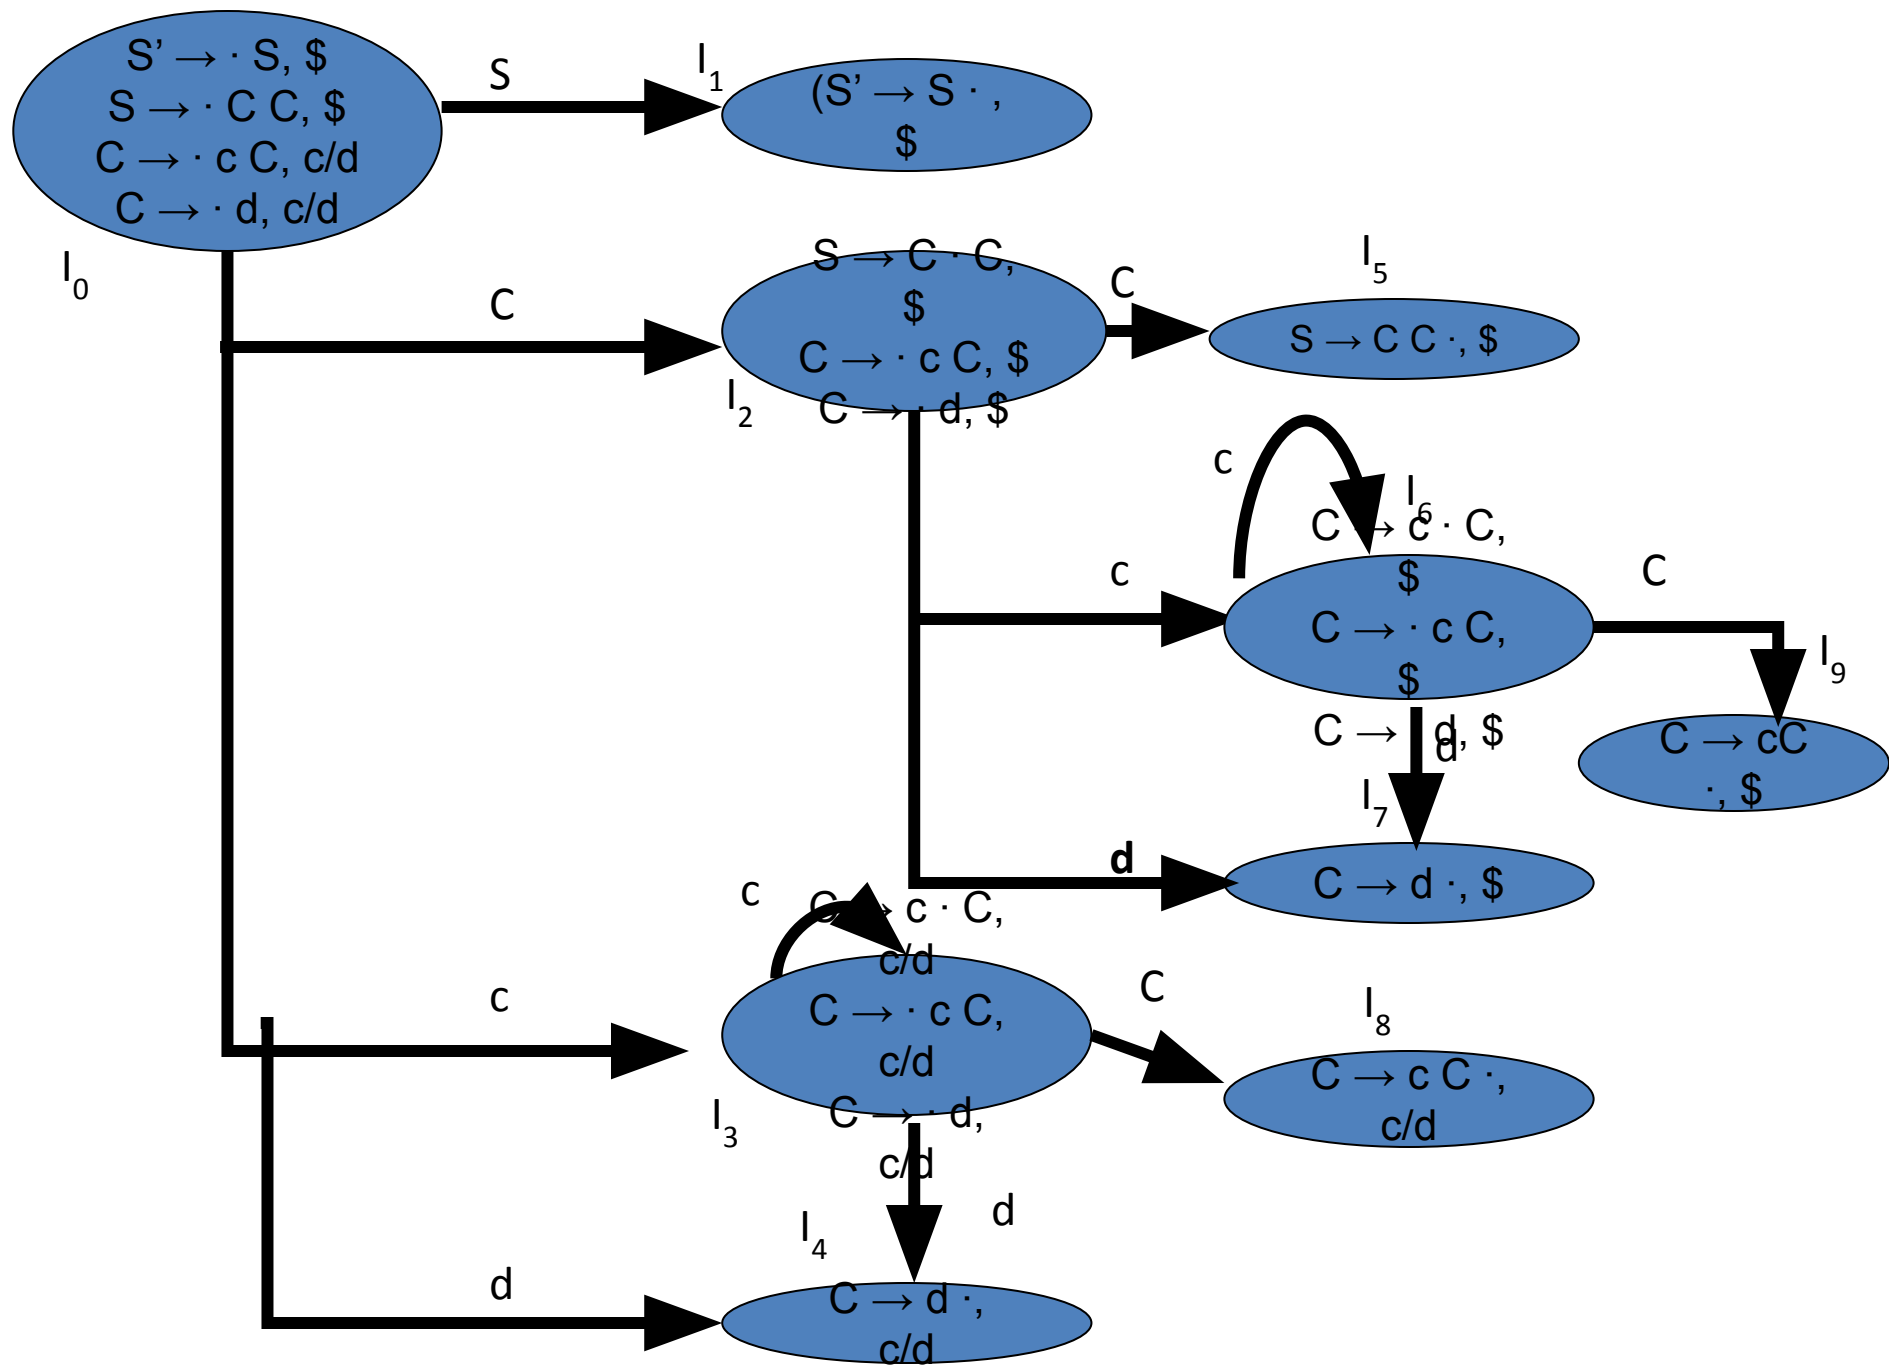 S’ → · S, $
S → · C C, $
C → · c C, c/d
C → · d, c/d
I0
S
I1
(S’ → S · ,
$
C
S → C · C,
$
C → · c C, $
C → · d, $
I2
C
I5
S → C C ·, $
c
I6
C → c · C,
$
C → · c C,
$
C → d, $
c
C
I9
C → cC
·, $
d
I7
d
C → d ·, $
c
C → c · C,
c/d
C → · c C,
c/d
C → · d,
c/d
I3
c
C
I8
C → c C ·,
c/d
d
I4
d
C → d ·,
c/d